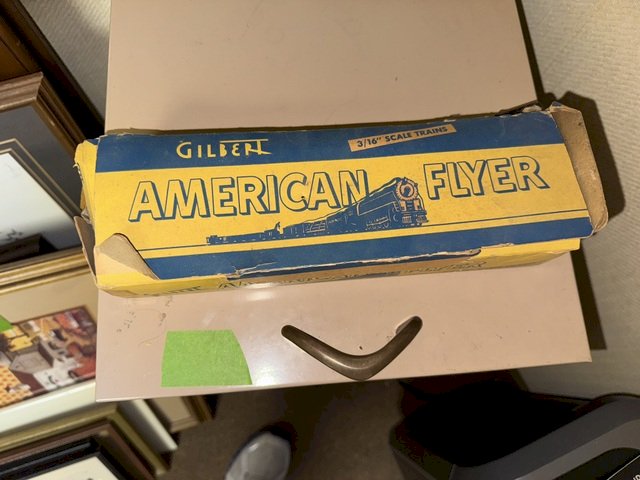 GILBERT
3/16" SCALE TRAINS
AMERICAN FLYER